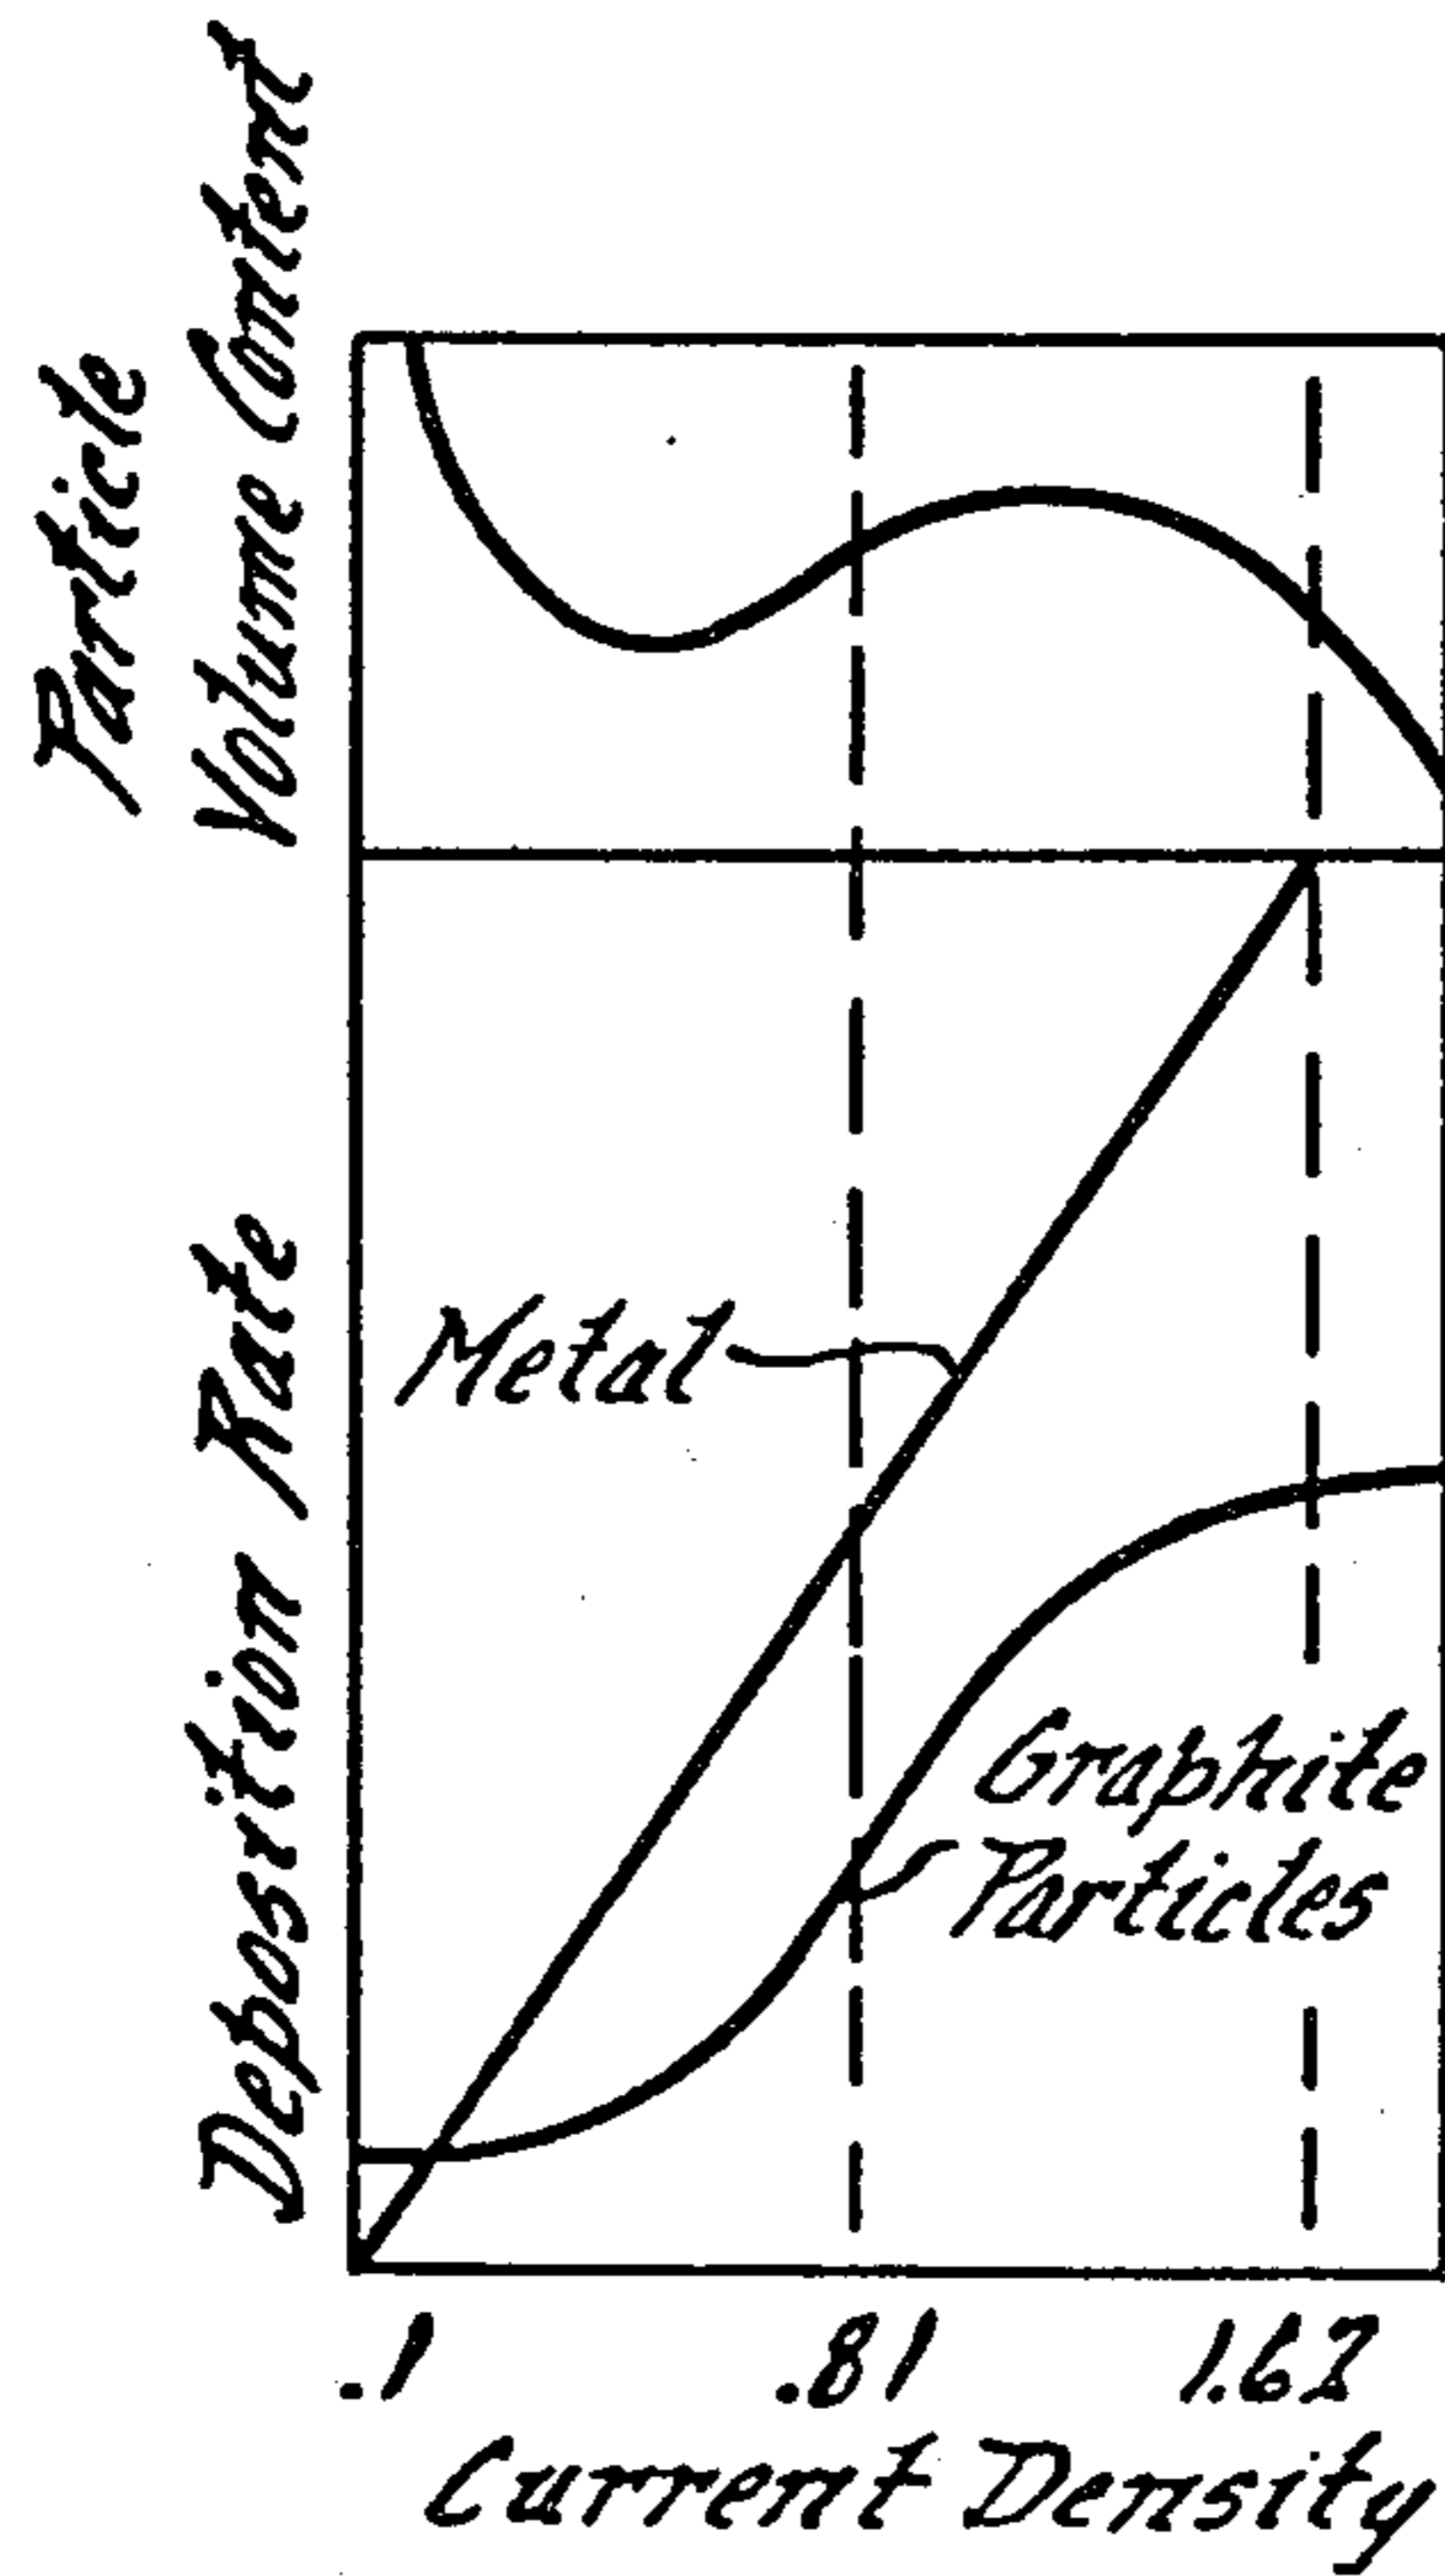 Particle
Volume Content
Deposition Rate
Metal
Graphite
Particles
.1 .81 1.62
Current Density